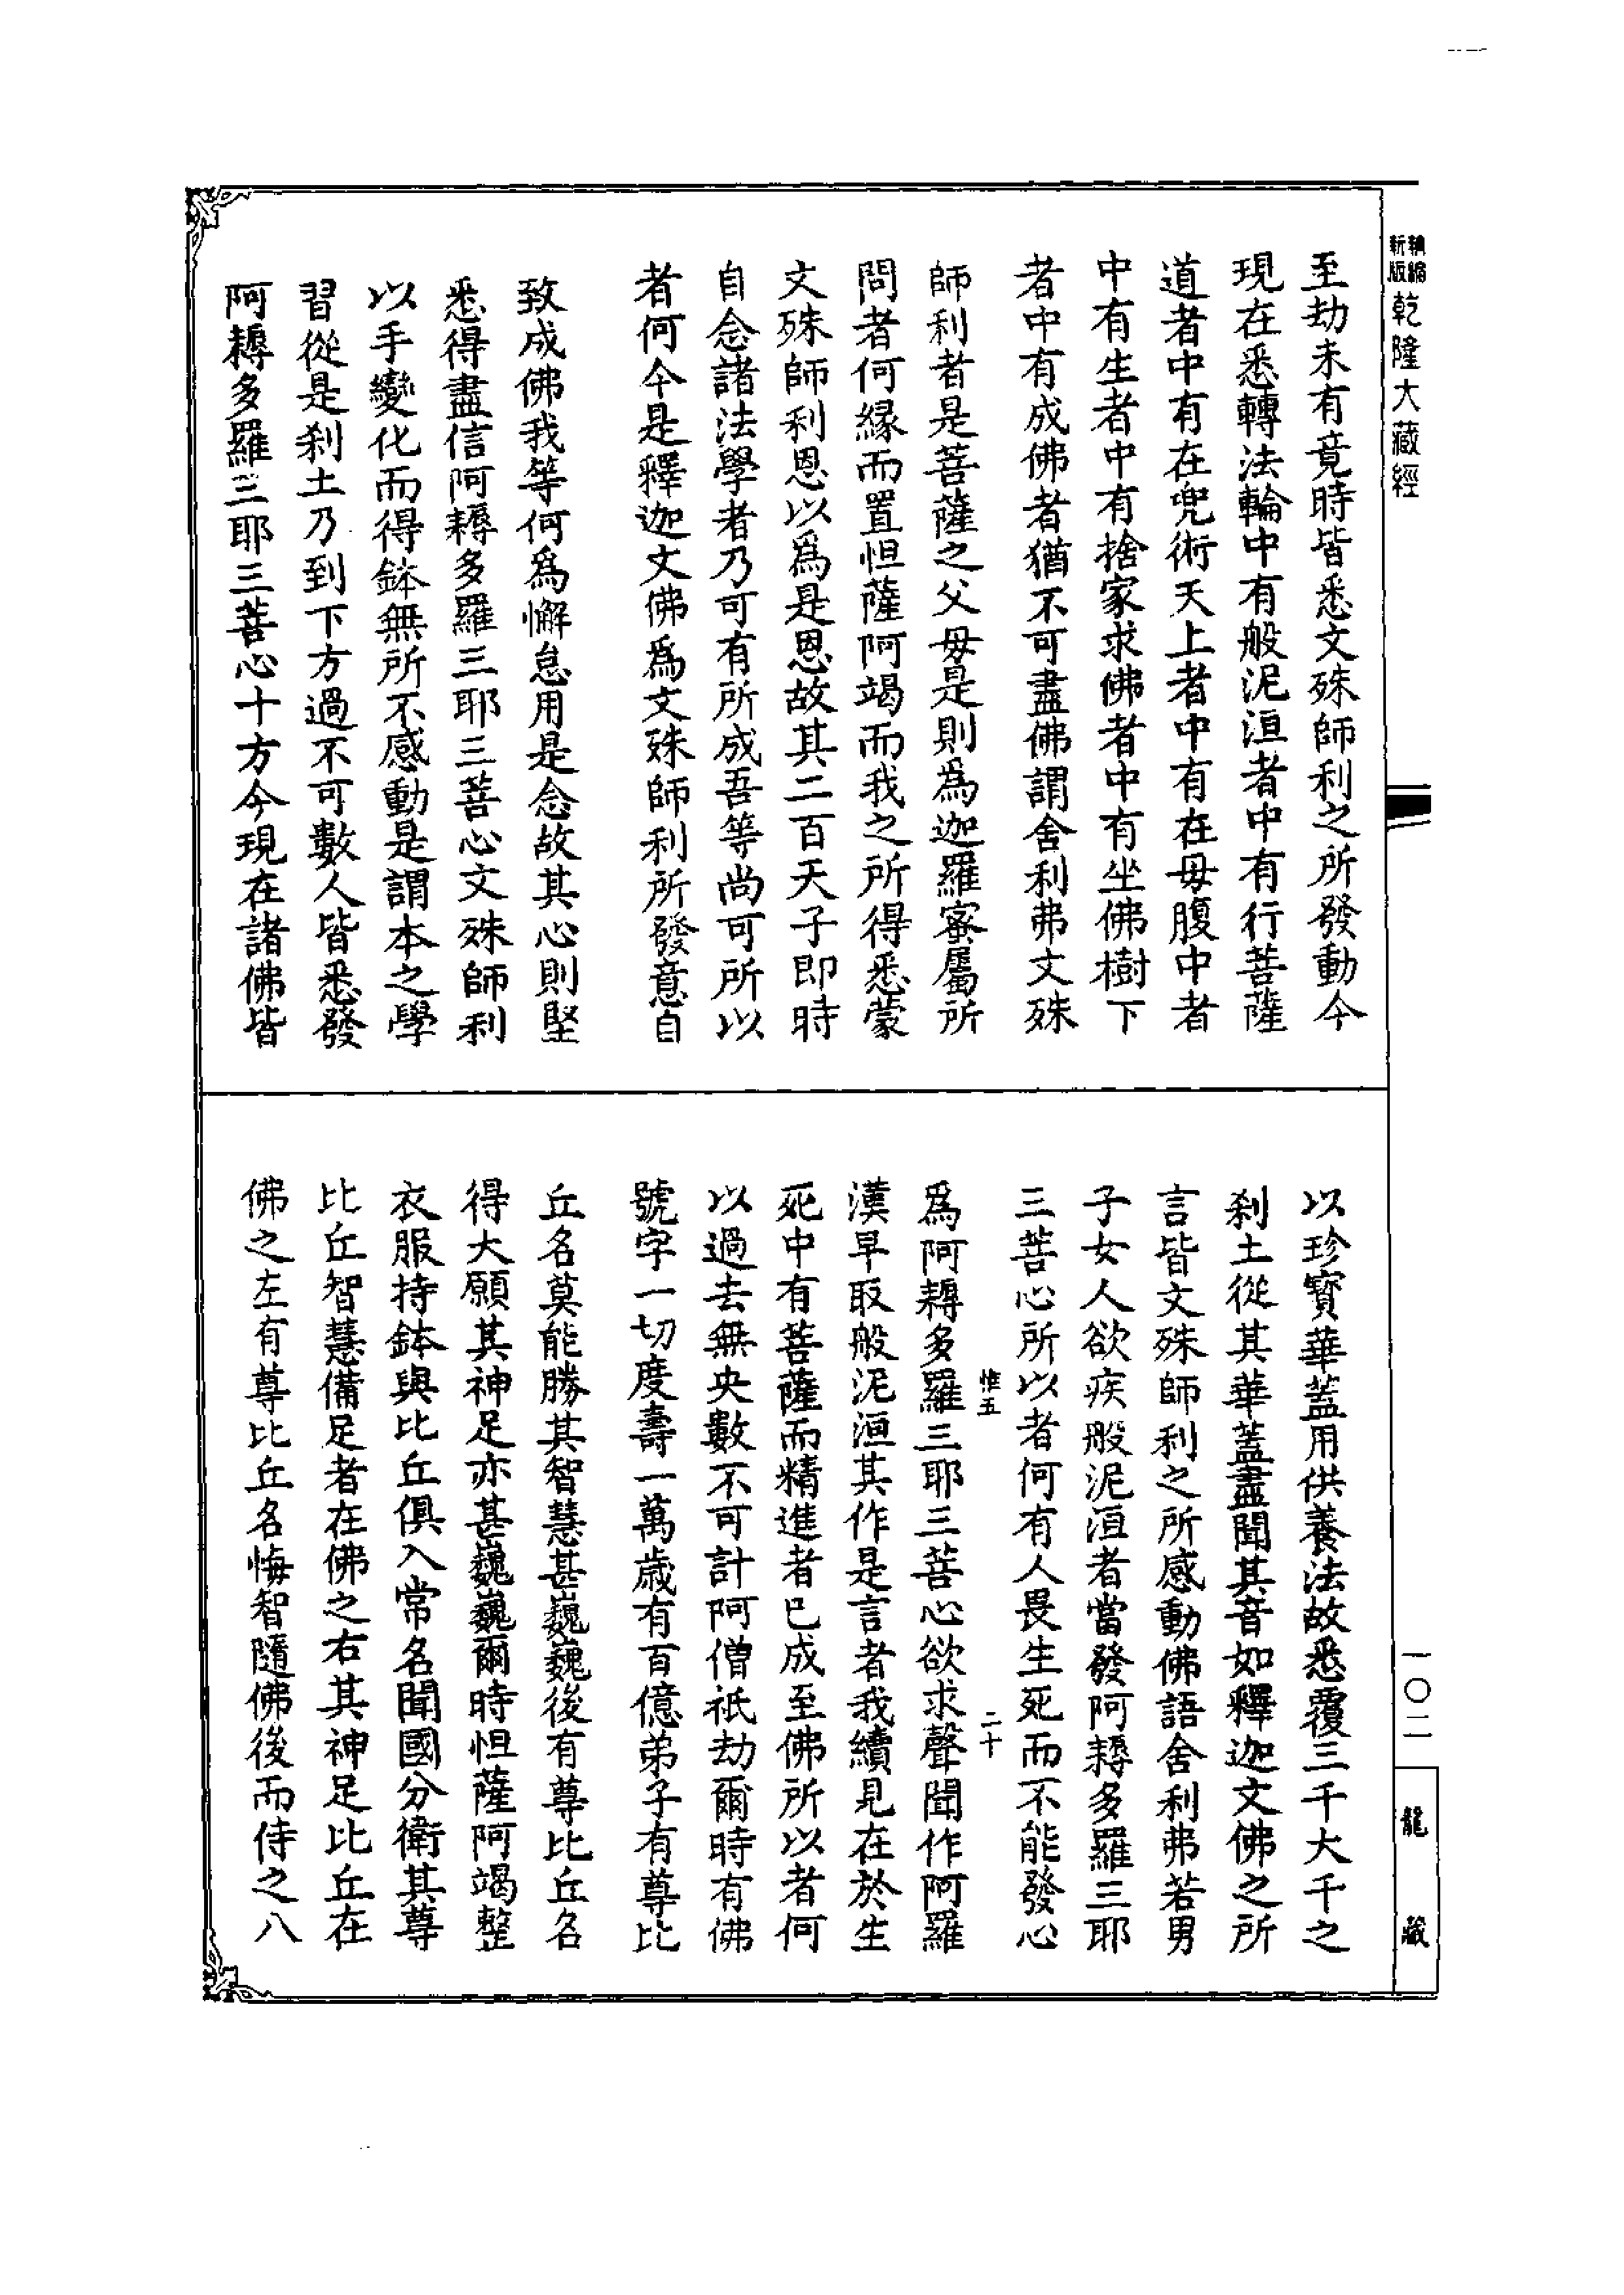 精縮
新版
乾隆大藏經
至劫未有竟時皆悉文殊師利之所發動今
現在悉轉法輪中有般泥洹者中有行菩薩
道者中有在兜術天上者中有在母腹中者
中有生者中有捨家求佛者中有坐佛樹下
者中有成佛者猶不可盡佛謂舍利弗文殊
師利者是菩薩之父母是則為迦羅蜜屬所
問者何緣而置怛薩阿竭而我之所得悉蒙
文殊師利恩以為是恩故其二百天子即時
自念諸法學者乃可有所成吾等尚可所以
者何今是釋迦文佛為文殊師利所發意自
致成佛我等何為懈怠用是念故其心則堅
悉得盡信阿耨多羅三耶三菩心文殊師利
以手變化而得鉢無所不感動是謂本之學
習從是刹土乃到下方過不可數人皆悉發
阿耨多羅三耶三菩心十方今現在諸佛皆
以珍寶華蓋用供養法故悉覆三千大千之
刹土從其華蓋盡聞其音如釋迦文佛之所
言皆文殊師利之所感動佛語舍利弗若男
子女人欲疾般泥洹者當發阿耨多羅三耶
三菩心所以者何有人畏生死而不能發心
惟五 二十
為阿耨多羅三耶三菩心欲求聲聞作阿羅
漢早取般泥洹其作是言者我續見在於生
死中有菩薩而精進者已成至佛所以者何
以過去無央數不可計阿僧祇劫爾時有佛
號字一切度壽一萬歲有百億弟子有尊比
丘名莫能勝其智慧甚巍巍後有尊比丘名
得大願其神足亦甚巍巍爾時怛薩阿竭整
衣服持鉢與比丘俱入常名聞國分衛其尊
比丘智慧備足者在佛之右其神足比丘在
佛之左有尊比丘名悔智隨佛後而侍之八
一〇二
龍藏